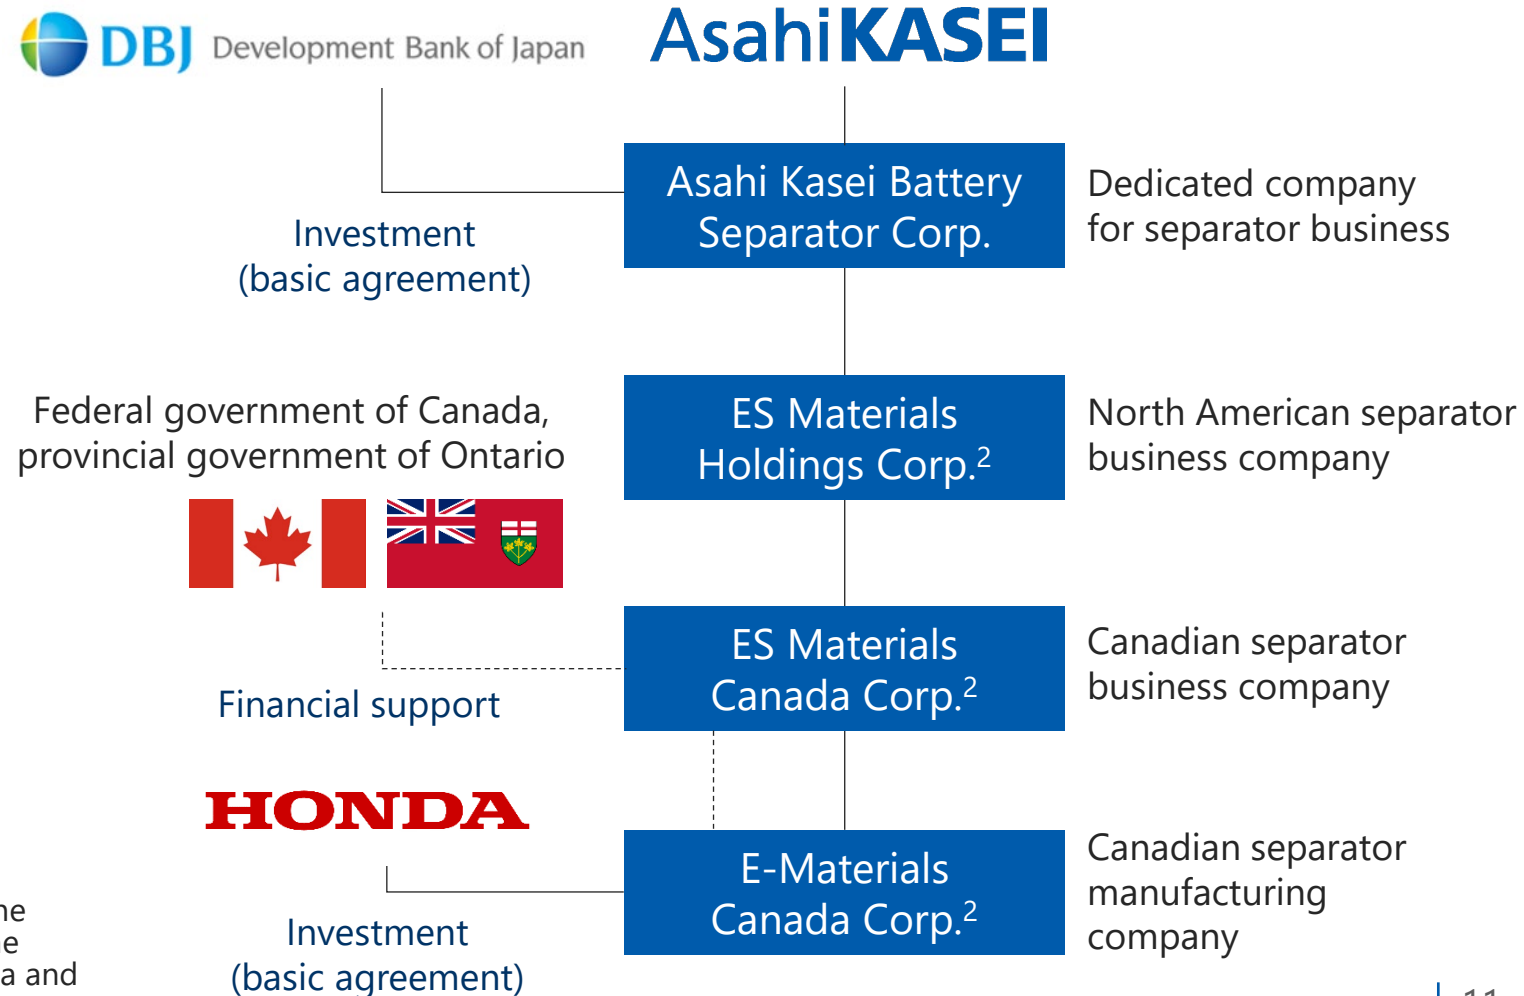 DBJ Development Bank of Japan
AsahiKASEI
Asahi Kasei Battery
Separator Corp.
Dedicated company
for separator business
Investment
(basic agreement)
Federal government of Canada,
provincial government of Ontario
ES Materials
Holdings Corp.2
North American separator
business company
ES Materials
Canada Corp.2
Canadian separator
business company
Financial support
HONDA
E-Materials
Canada Corp.2
Canadian separator
manufacturing
company
Investment
(basic agreement)
a and